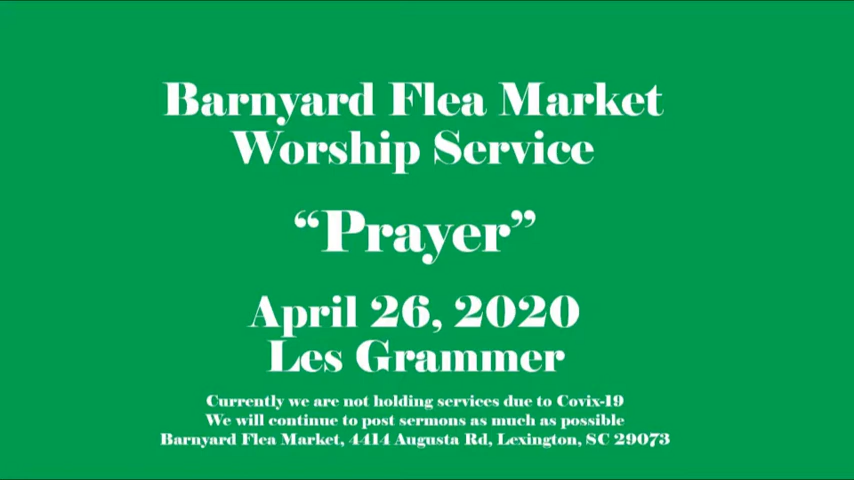 Barnyard Flea Market
Worship Service
“Prayer”
April 26, 2020
Les Grammer
Currently we are not holding services due to Covix-19
We will continue to post sermons as much as possible
Barnyard Flea Market, 4414 Augusta Rd, Lexington, SC 29073